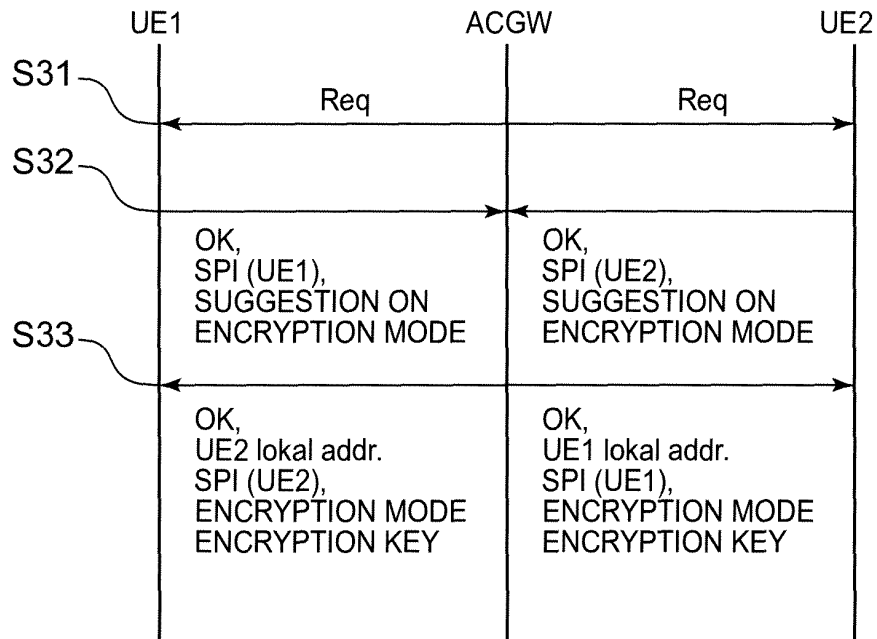 UE1 ACGW UE2
S31
Req Req
S32
OK,
SPI (UE1),
SUGGESTION ON
ENCRYPTION MODE
OK,
SPI (UE2),
SUGGESTION ON
ENCRYPTION MODE
S33
OK,
UE2 lokal addr.
SPI (UE2),
ENCRYPTION MODE
ENCRYPTION KEY
OK,
UE1 lokal addr.
SPI (UE1),
ENCRYPTION MODE
ENCRYPTION KEY